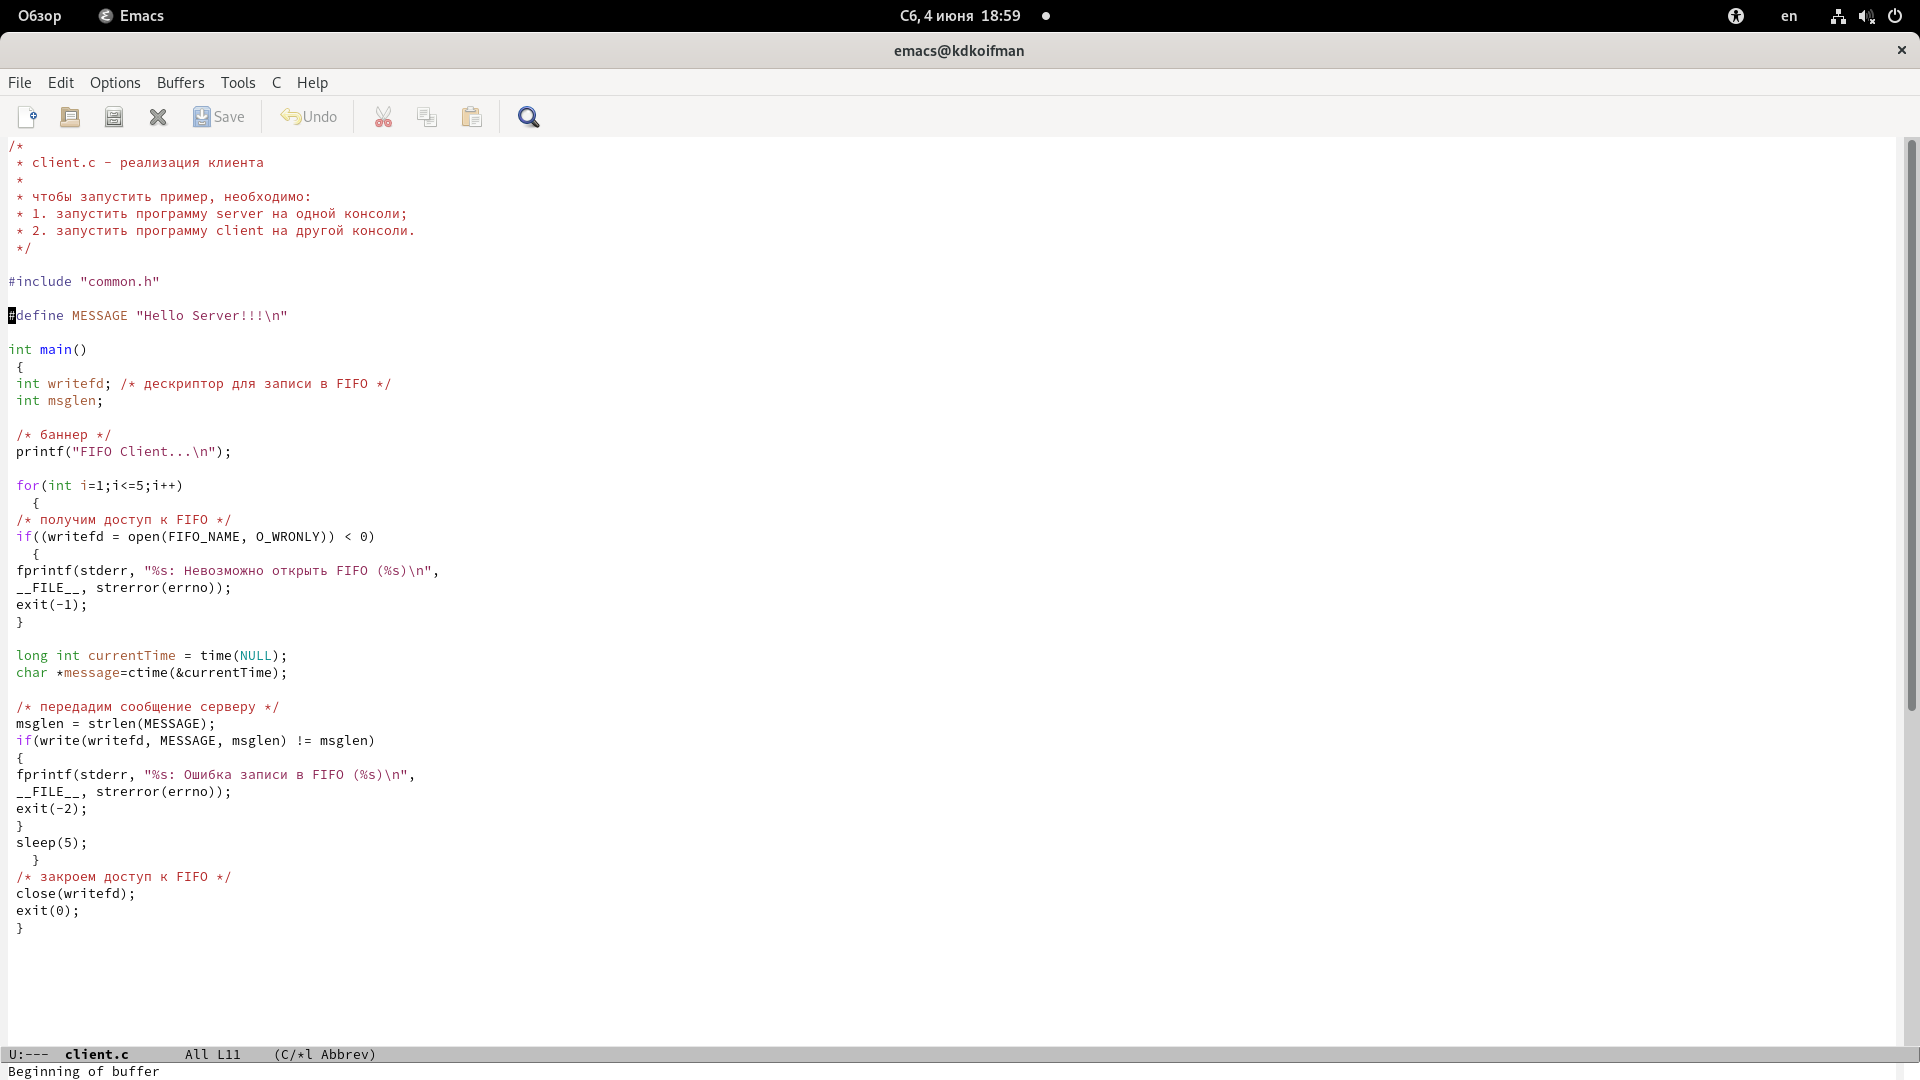 Обзор Emacs Сб, 4 июня 18:59 en
emacs@kdkoifman
File Edit Options Buffers Tools C Help
Save Undo
/*
 * client.c - реализация клиента
 *
 * чтобы запустить пример, необходимо:
 * 1. запустить программу server на одной консоли;
 * 2. запустить программу client на другой консоли.
 */
#include "common.h"
#define MESSAGE "Hello Server!!!\n"
int main()
 {
 int writefd; /* дескриптор для записи в FIFO */
 int msglen;
 /* баннер */
 printf("FIFO Client...\n");
 for(int i=1;i<=5;i++)
   {
 /* получим доступ к FIFO */
 if((writefd = open(FIFO_NAME, O_WRONLY)) < 0)
   {
 fprintf(stderr, "%s: Невозможно открыть FIFO (%s)\n",
 __FILE__, strerror(errno));
 exit(-1);
 }
 long int currentTime = time(NULL);
 char *message=ctime(&currentTime);
 /* передадим сообщение серверу */
 msglen = strlen(MESSAGE);
 if(write(writefd, MESSAGE, msglen) != msglen)
 {
 fprintf(stderr, "%s: Ошибка записи в FIFO (%s)\n",
 __FILE__, strerror(errno));
 exit(-2);
 }
 sleep(5);
   }
 /* закроем доступ к FIFO */
 close(writefd);
 exit(0);
 }
U:--- client.c All L11 (C/*l Abbrev)
Beginning of buffer